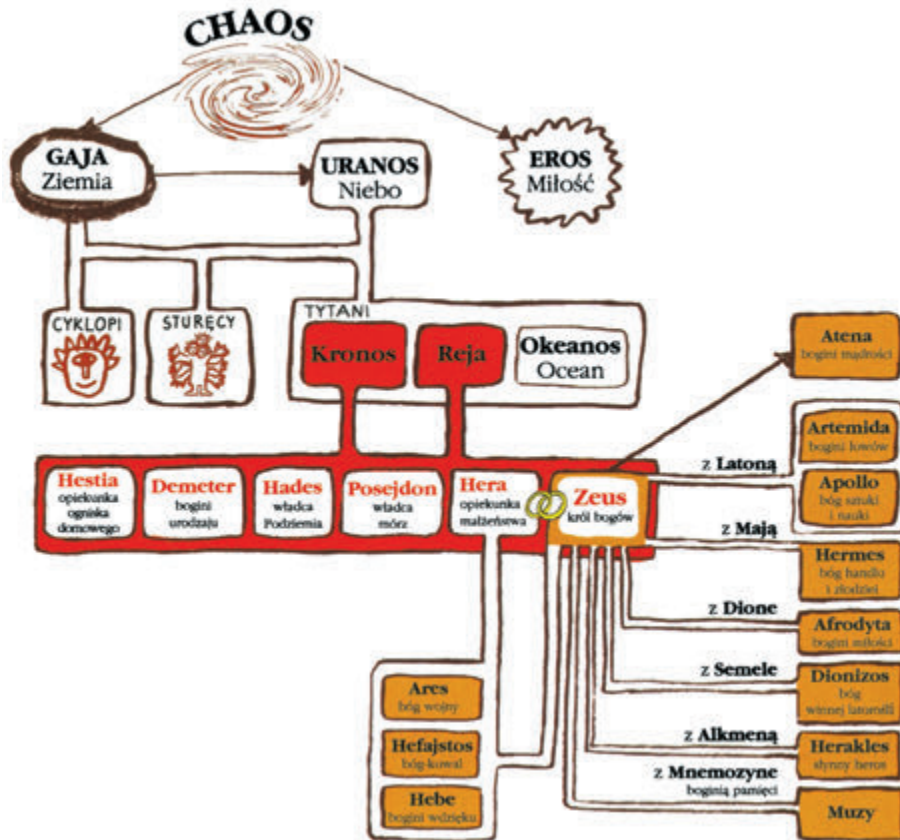 CHAOS
GAJA
Ziemia
URANOS
Niebo
EROS
Miłość
CYKLOPI
STURĘCY
TYTANI
Kronos
Reja
Okeanos
Ocean
Atena
bogini mądrości
Hestia
opiekunka
ogniska
domowego
Demeter
bogini
urodzaju
Hades
władca
Podziemia
Posejdon
władca
mórz
Hera
opiekunka
małżeństwa
Zeus
król bogów
z Latoną
Artemida
bogini łowów
Apollo
bóg sztuki
i nauki
z Mają
Hermes
bóg handlu
i złodziei
z Dione
Afrodyta
bogini miłości
z Semele
Dionizos
bóg
winnej latorośli
z Alkmeną
Herakles
słynny heros
z Mnemozyne
boginią pamięci
Muzy
Ares
bóg wojny
Hefajstos
bóg-kowal
Hebe
bogini wdzięku